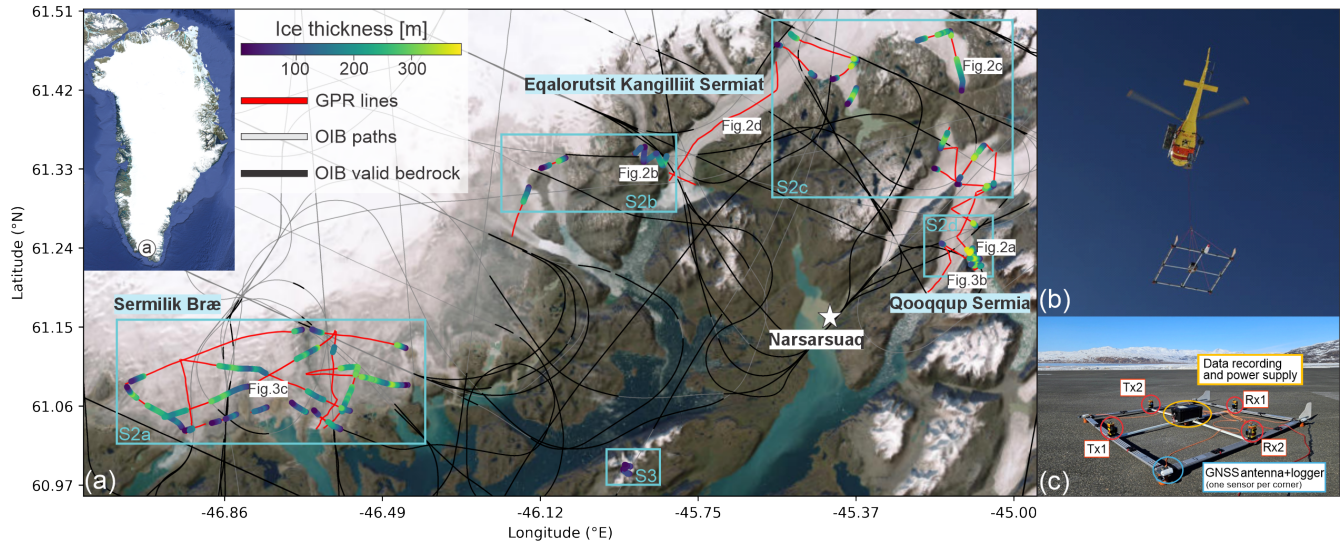 61.51
61.42
61.33
61.24
61.15
61.06
60.97
Latitude (°N)
-46.86
-46.49
-46.12
-45.75
-45.37
-45.00
Longitude (°E)
Ice thickness [m]
100
200
300
GPR lines
OIB paths
OIB valid bedrock
a
Eqalorutsit Kangilliit Sermiat
Fig.2c
Fig.2d
Fig.2b
S2b
S2c
S2d
Fig.2a
Fig.3b
Qooqqup Sermia
Sermilik Bræ
Narsarsuaq
Fig.3c
S2a
S3
(a)
(b)
Data recording
and power supply
Tx2
Rx1
Tx1
Rx2
GNSS antenna+logger
(one sensor per corner)
(c)